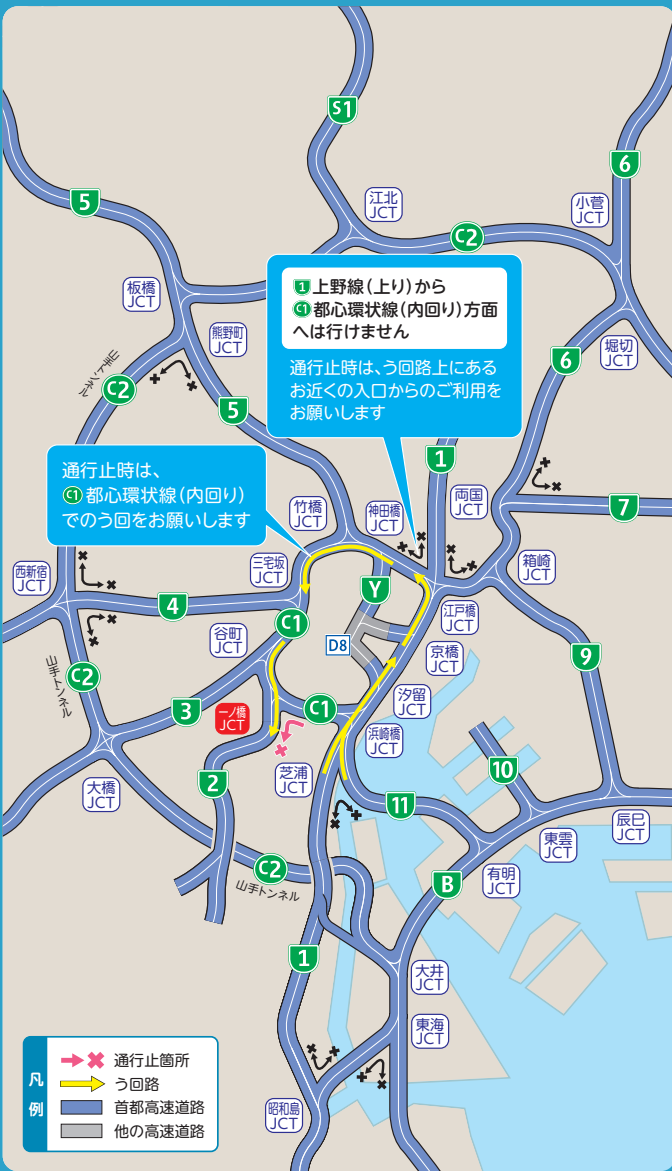 S1
6
5
江北
JCT
小菅
JCT
C2
板橋
JCT
1 上野線(上り)から
C1 都心環状線(内回り)方面
へは行けません
通行止時は、う回路上にある
お近くの入口からのご利用を
お願いします
熊野町
JCT
堀切
JCT
6
山手トンネル
C2
5
1
通行止時は、
C1 都心環状線(内回り)
でのう回をお願いします
竹橋
JCT
神田橋
JCT
両国
JCT
7
西新宿
JCT
三宅坂
JCT
箱崎
JCT
4
Y
C1
江戸橋
JCT
谷町
JCT
D8
京橋
JCT
9
山手トンネル
C2
汐留
JCT
3
一ノ橋
JCT
C1
浜崎橋
JCT
芝浦
JCT
10
大橋
JCT
2
11
辰巳
JCT
東雲
JCT
有明
JCT
C2
山手トンネル
B
1
大井
JCT
東海
JCT
昭和島
JCT
凡例
通行止箇所
う回路
首都高速道路
他の高速道路